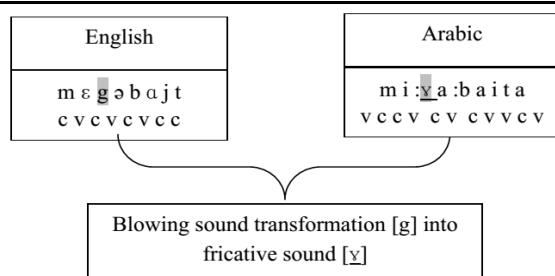 English
m ɛ g ə b ɑ j t
c v c v c v c c
Arabic
m i :ɣ a :b a i t a
v c c v c v c v v c v
Blowing sound transformation [g] into
fricative sound [ɣ]